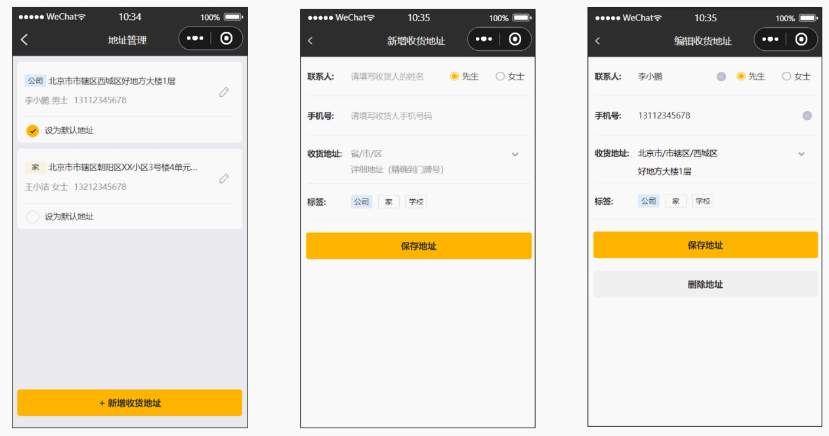 ●●●●● WeChat
10:34
100%
地址管理
公司 北京市市辖区西城区好地方大楼1层
李小鹏 男士 13112345678
设为默认地址
家 北京市市辖区朝阳区XX小区3号楼4单元...
王小洁 女士 13212345678
设为默认地址
+ 新增收货地址
●●●●● WeChat
10:35
100%
新增收货地址
联系人: 请填写收货人的姓名 先生 女士
手机号: 请填写收货人手机号码
收货地址: 省/市/区
详细地址（精确到门牌号）
标签: 公司 家 学校
保存地址
●●●●● WeChat
10:35
100%
编辑收货地址
联系人: 李小鹏 先生 女士
手机号: 13112345678
收货地址: 北京市/市辖区/西城区
好地方大楼1层
标签: 公司 家 学校
保存地址
删除地址